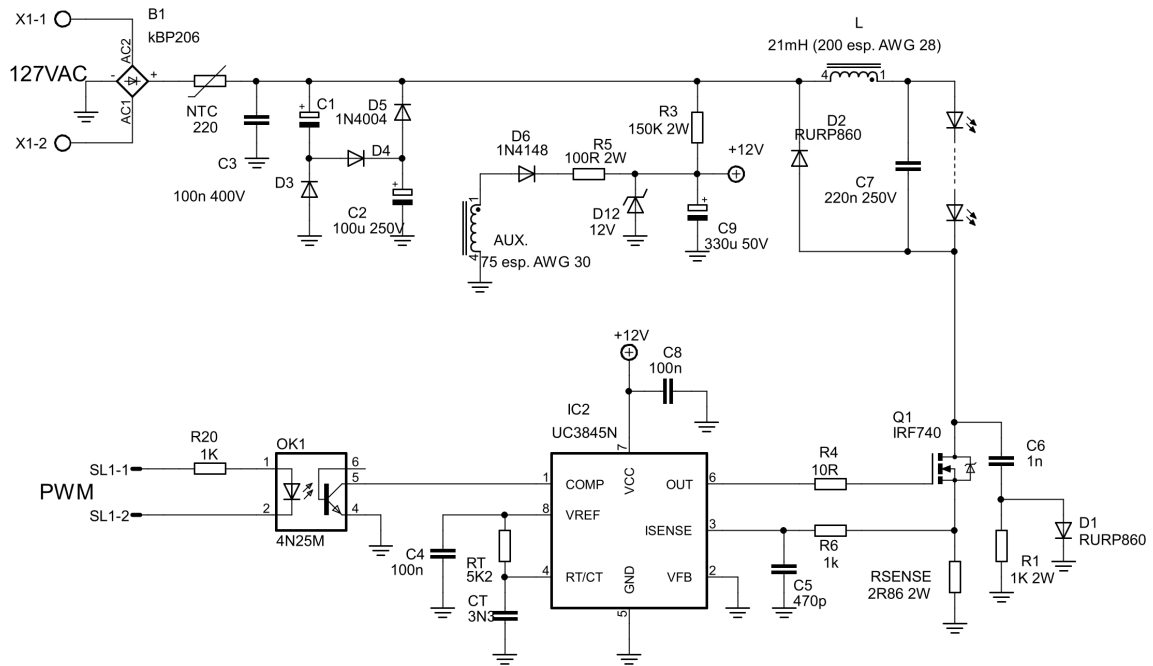 X1-1
B1
kBP206
127VAC
AC2
AC1
-
+
X1-2
NTC
220
C3
100n 400V
+
C1
D5
1N4004
D4
D3
+
C2
100u 250V
D6
1N4148
R5
100R 2W
1
4
AUX.
75 esp. AWG 30
D12
12V
R3
150K 2W
+12V
+
C9
330u 50V
L
21mH (200 esp. AWG 28)
4
1
D2
RURP860
C7
220n 250V
+12V
C8
100n
IC2
UC3845N
7
VCC
1
COMP
8
VREF
4
RT/CT
GND
5
OUT
6
ISENSE
3
VFB
2
PWM
SL1-1
SL1-2
R20
1K
OK1
1
2
6
5
4
4N25M
C4
100n
RT
5K2
CT
3N3
R4
10R
R6
1k
C5
470p
Q1
IRF740
RSENSE
2R86 2W
C6
1n
R1
1K 2W
D1
RURP860